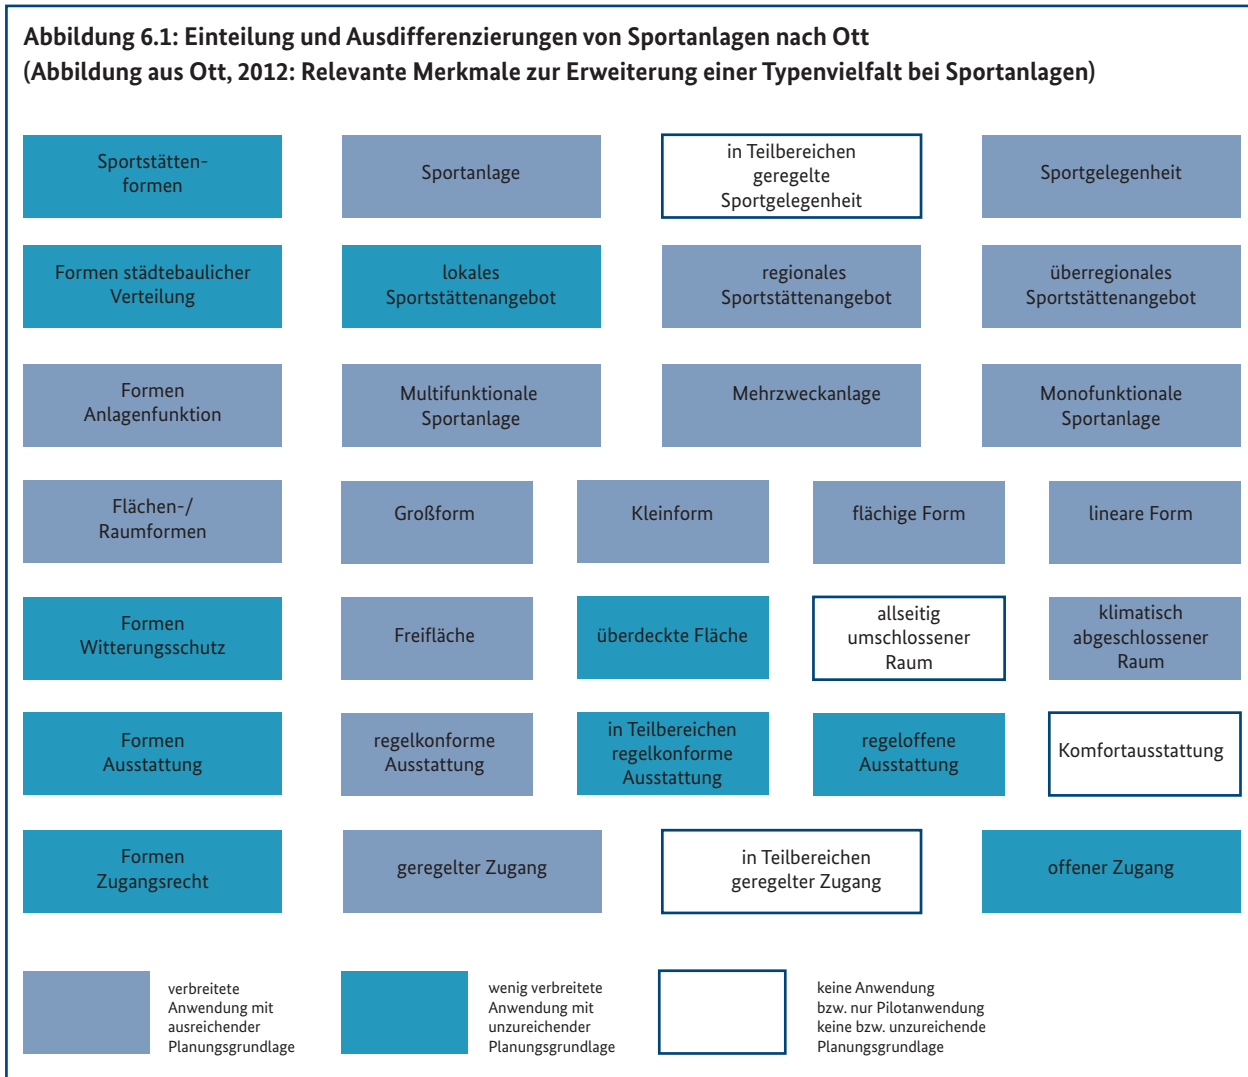 Abbildung 6.1: Einteilung und Ausdifferenzierungen von Sportanlagen nach Ott
(Abbildung aus Ott, 2012: Relevante Merkmale zur Erweiterung einer Typenvielfalt bei Sportanlagen)
Sportstätten-
formen
Sportanlage
in Teilbereichen
geregelte
Sportgelegenheit
Sportgelegenheit
Formen städtebaulicher
Verteilung
lokales
Sportstättenangebot
regionales
Sportstättenangebot
überregionales
Sportstättenangebot
Formen
Anlagenfunktion
Multifunktionale
Sportanlage
Mehrzweckanlage
Monofunktionale
Sportanlage
Flächen-/
Raumformen
Großform
Kleinform
flächige Form
lineare Form
Formen
Witterungsschutz
Freifläche
überdeckte Fläche
allseitig
umschlossener
Raum
klimatisch
abgeschlossener
Raum
Formen
Ausstattung
regelkonforme
Ausstattung
in Teilbereichen
regelkonforme
Ausstattung
regeloffene
Ausstattung
Komfortausstattung
Formen
Zugangsrecht
geregelter Zugang
in Teilbereichen
geregelter Zugang
offener Zugang
verbreitete
Anwendung mit
ausreichender
Planungsgrundlage
wenig verbreitete
Anwendung mit
unzureichender
Planungsgrundlage
keine Anwendung
bzw. nur Pilotanwendung
keine bzw. unzureichende
Planungsgrundlage